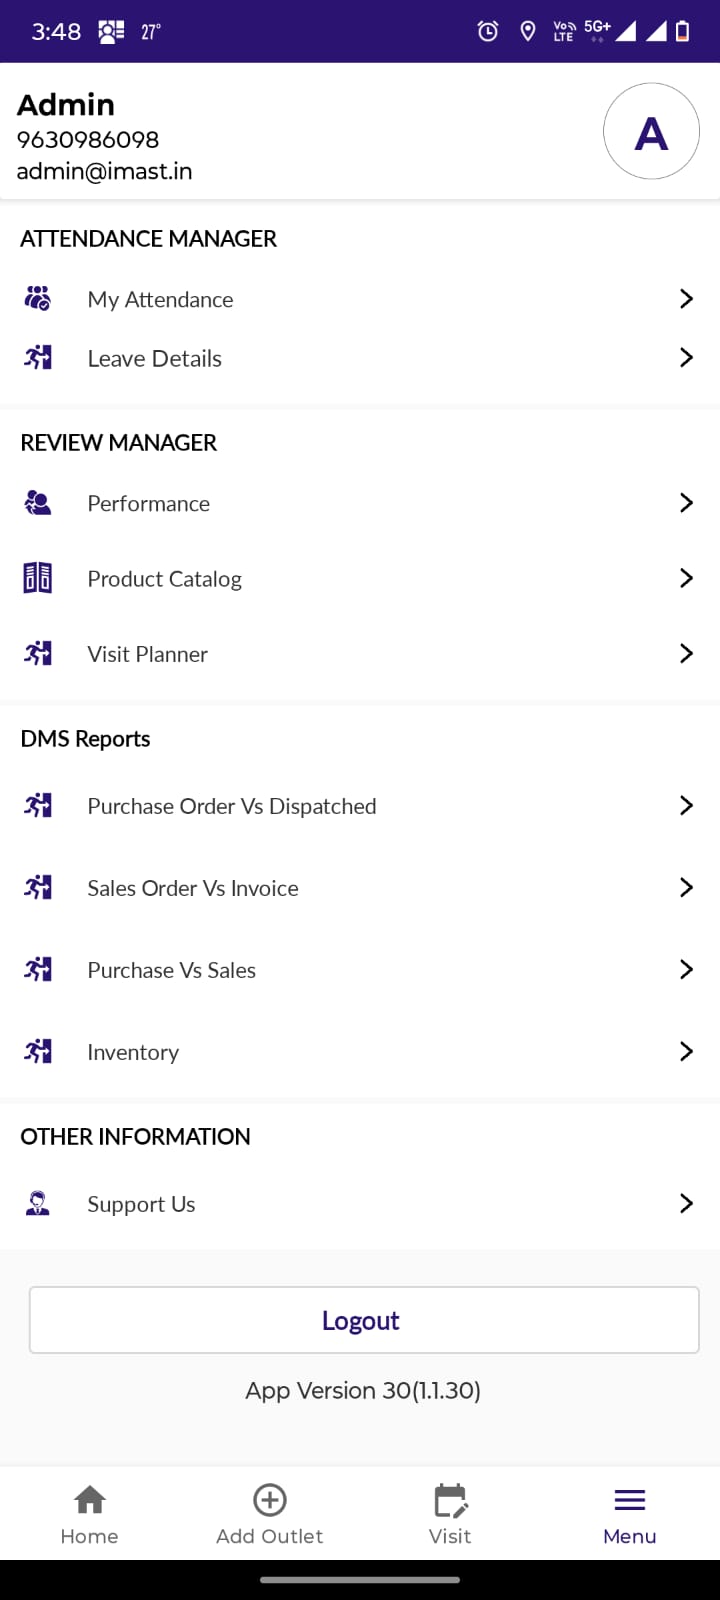 3:48 27° Vo LTE 5G+
Admin
9630986098
admin@imast.in
A
ATTENDANCE MANAGER
My Attendance
Leave Details
REVIEW MANAGER
Performance
Product Catalog
Visit Planner
DMS Reports
Purchase Order Vs Dispatched
Sales Order Vs Invoice
Purchase Vs Sales
Inventory
OTHER INFORMATION
Support Us
Logout
App Version 30(1.1.30)
Home Add Outlet Visit Menu